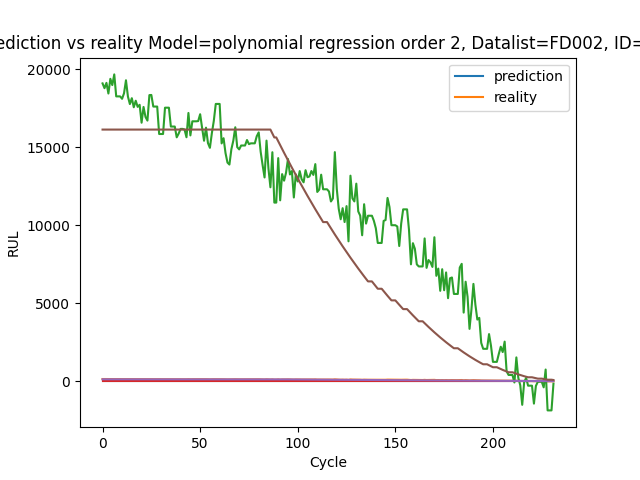 ediction vs reality Model=polynomial regression order 2, Datalist=FD002, ID=
prediction
reality
20000
15000
10000
5000
0
RUL
0 50 100 150 200
Cycle